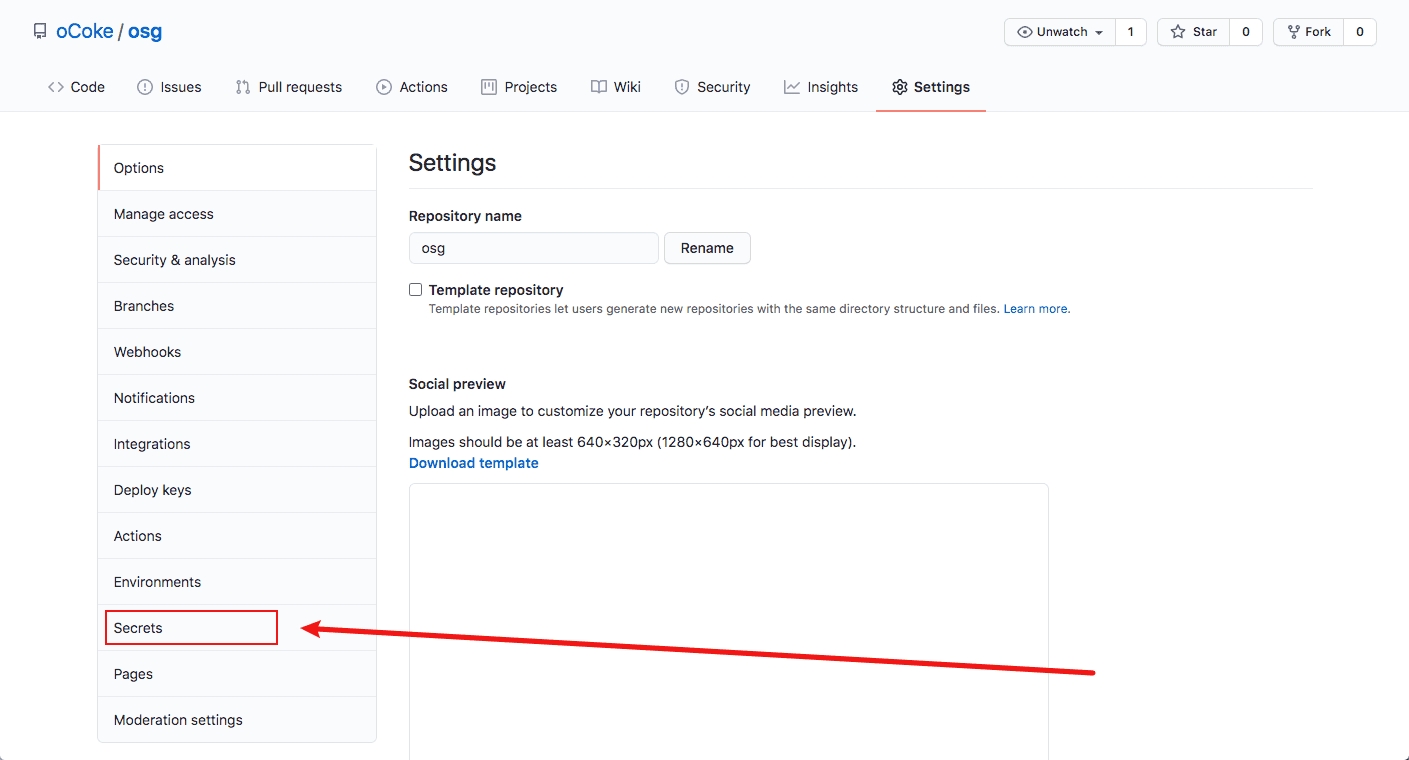 oCoke / osg
Unwatch 1 Star 0 Fork 0
Code Issues Pull requests Actions Projects Wiki Security Insights Settings
Options
Manage access
Security & analysis
Branches
Webhooks
Notifications
Integrations
Deploy keys
Actions
Environments
Secrets
Pages
Moderation settings
Settings
Repository name
osg Rename
Template repository
Template repositories let users generate new repositories with the same directory structure and files. Learn more.
Social preview
Upload an image to customize your repository’s social media preview.
Images should be at least 640×320px (1280×640px for best display).
Download template